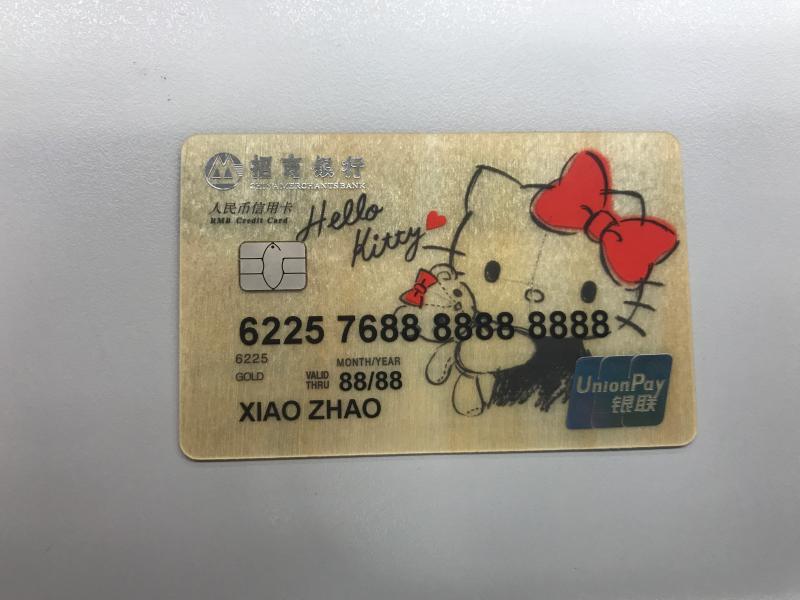 招商银行
CHINA MERCHANTS BANK
人民币信用卡
RMB Credit Card
Hello
Kitty
6225 7688 8888 8888
6225
MONTH/YEAR
GOLD
VALID THRU 88/88
XIAO ZHAO
UnionPay
银联